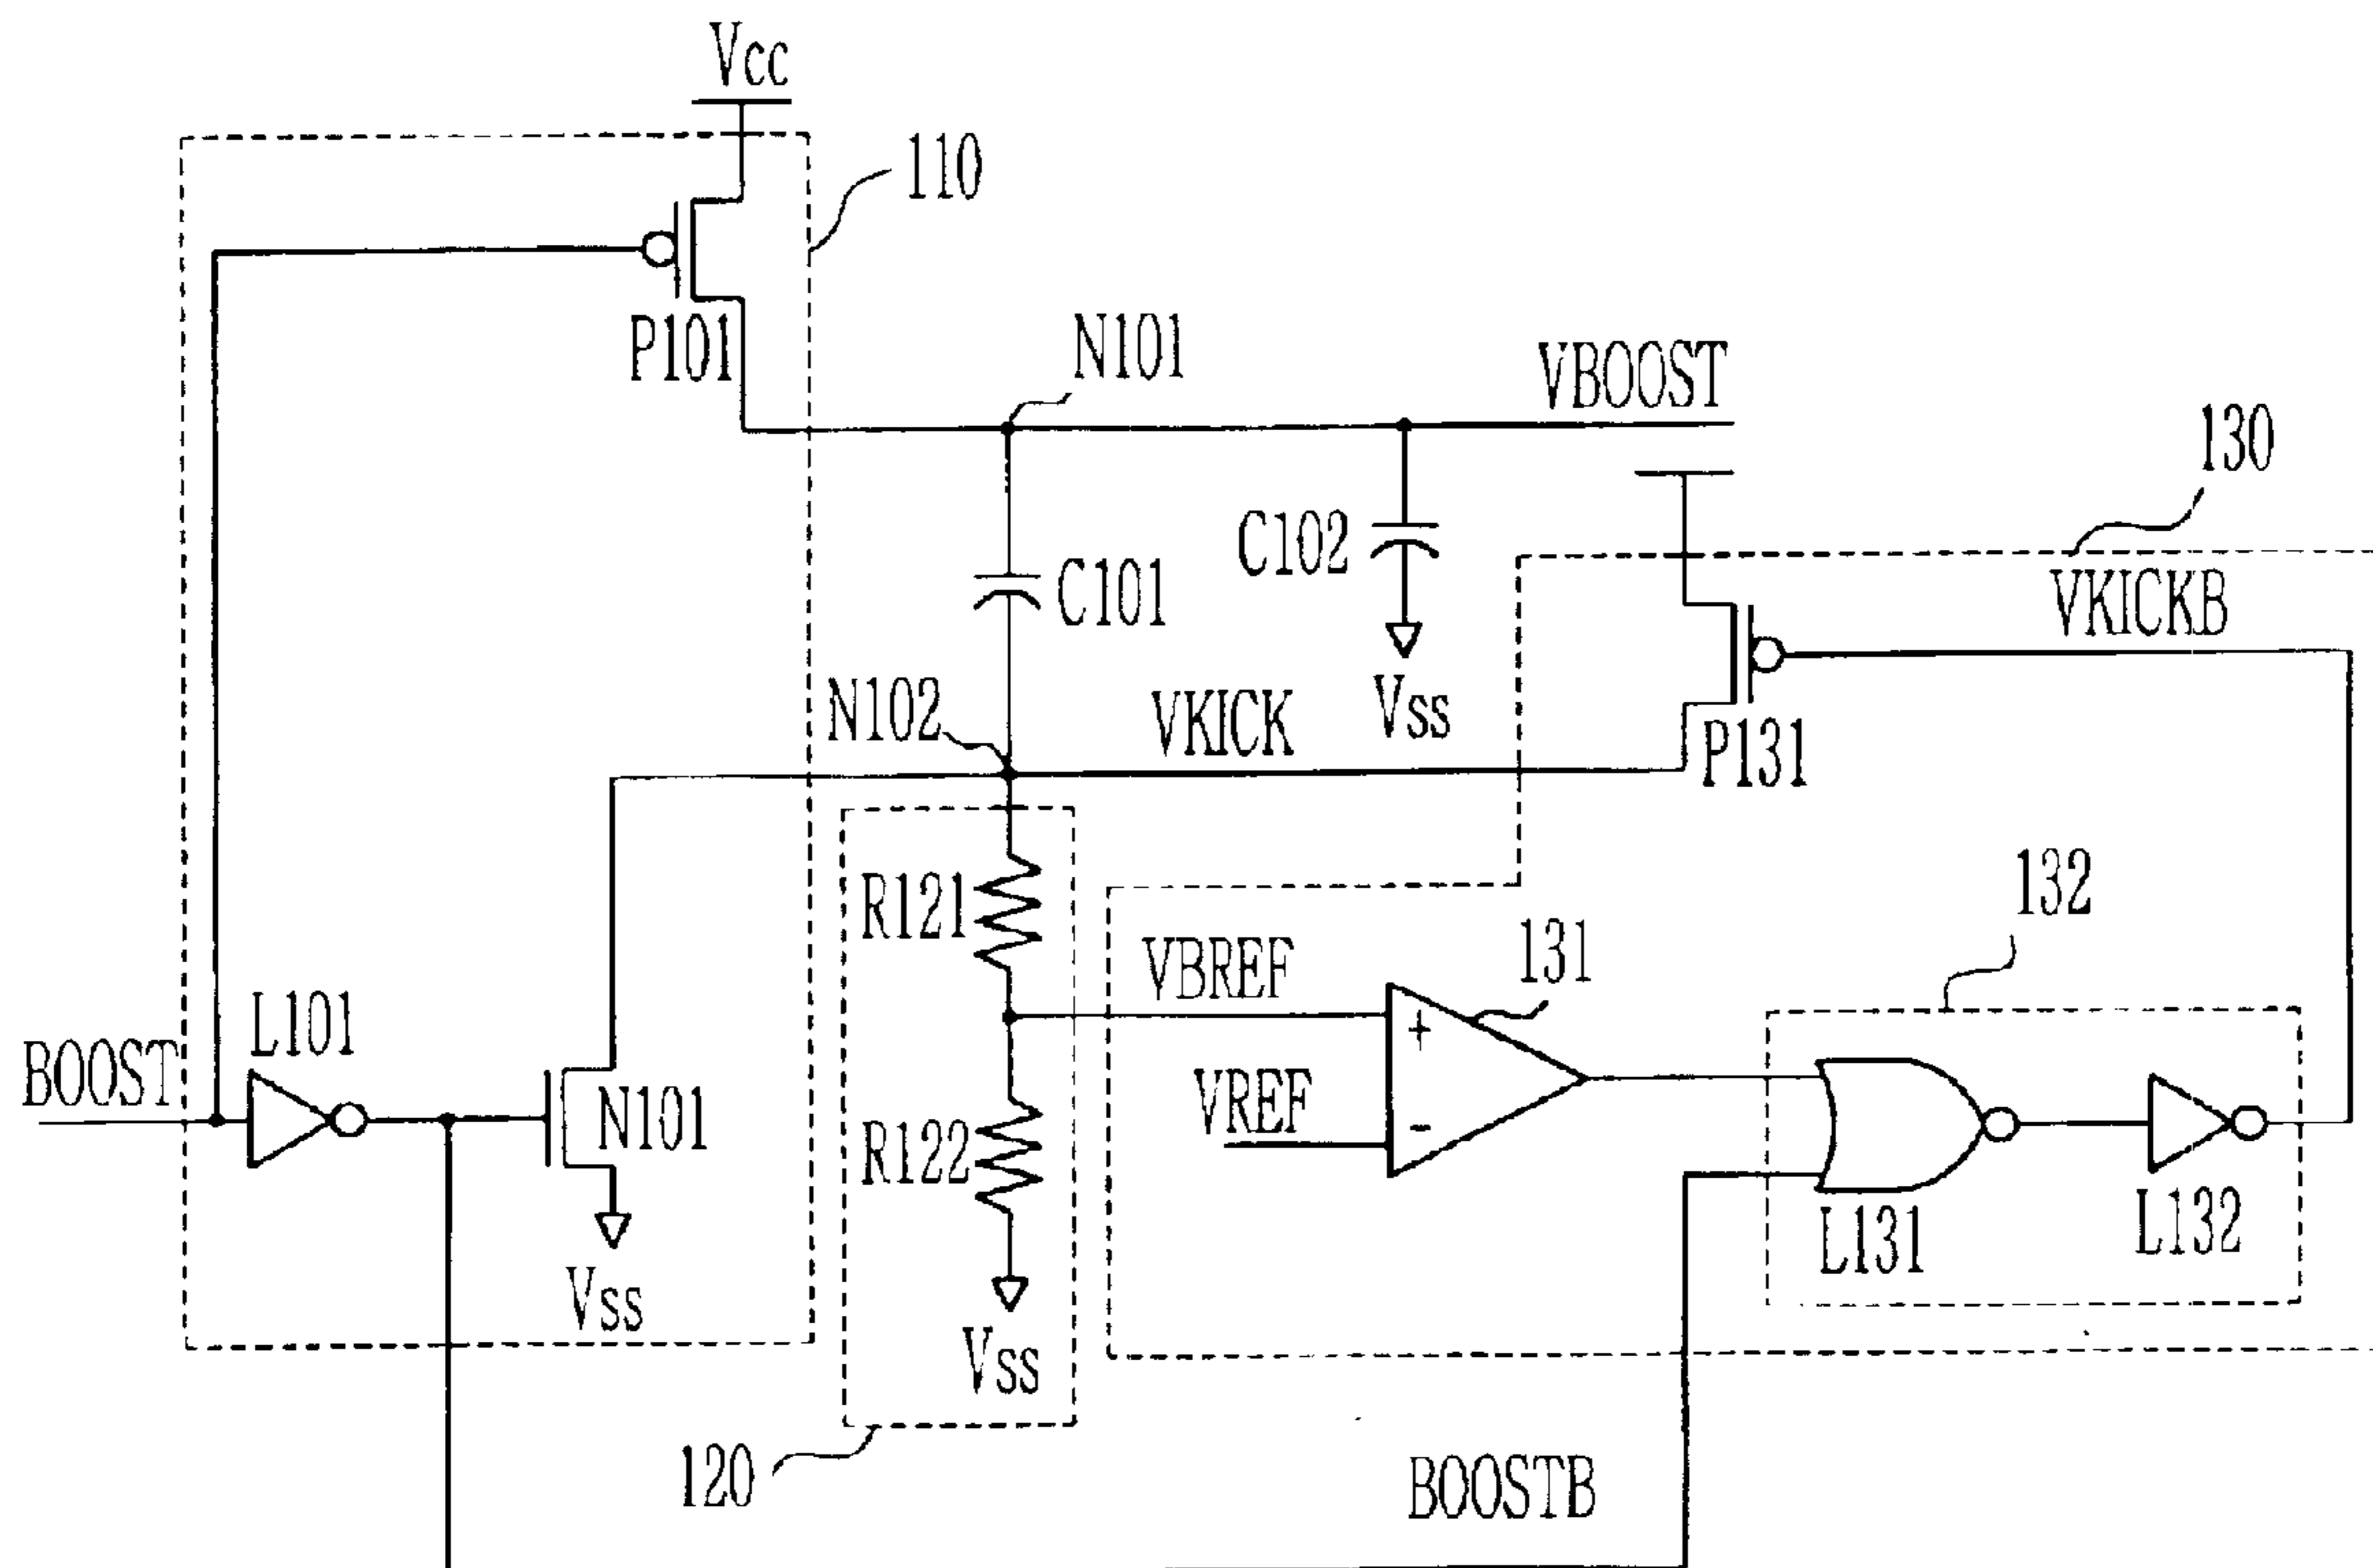 Vcc
110
P101
N101
VBOOST
130
C102
C101
VKICKB
Vss
N102
VKICK
P131
R121
132
VBREF
131
L101
BOOST
N101
+
VREF
-
R122
L131
L132
Vss
Vss
120
BOOSTB